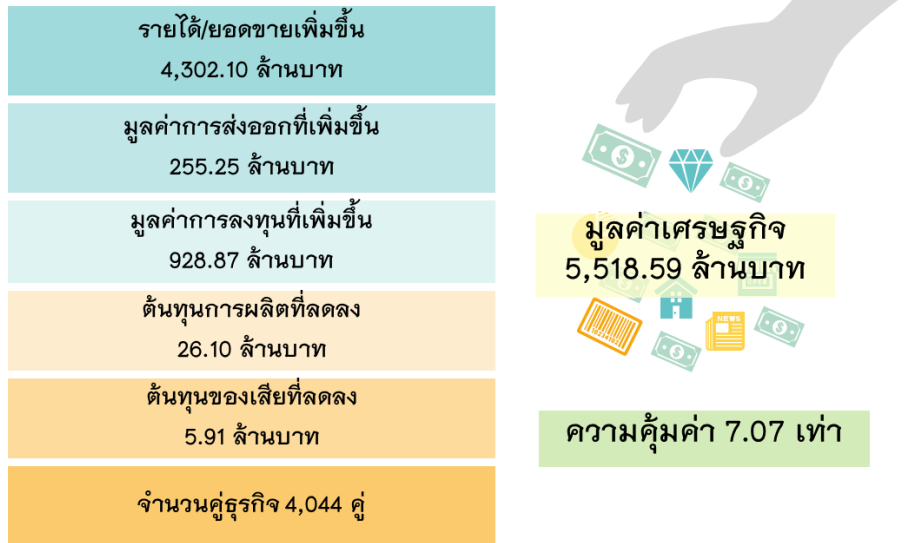 รายได้/ยอดขายเพิ่มขึ้น
4,302.10 ล้านบาท
มูลค่าการส่งออกที่เพิ่มขึ้น
255.25 ล้านบาท
มูลค่าการลงทุนที่เพิ่มขึ้น
928.87 ล้านบาท
ต้นทุนการผลิตที่ลดลง
26.10 ล้านบาท
ต้นทุนของเสียที่ลดลง
5.91 ล้านบาท
จำนวนคู่ธุรกิจ 4,044 คู่
มูลค่าเศรษฐกิจ
5,518.59 ล้านบาท
NEWS
ความคุ้มค่า 7.07 เท่า